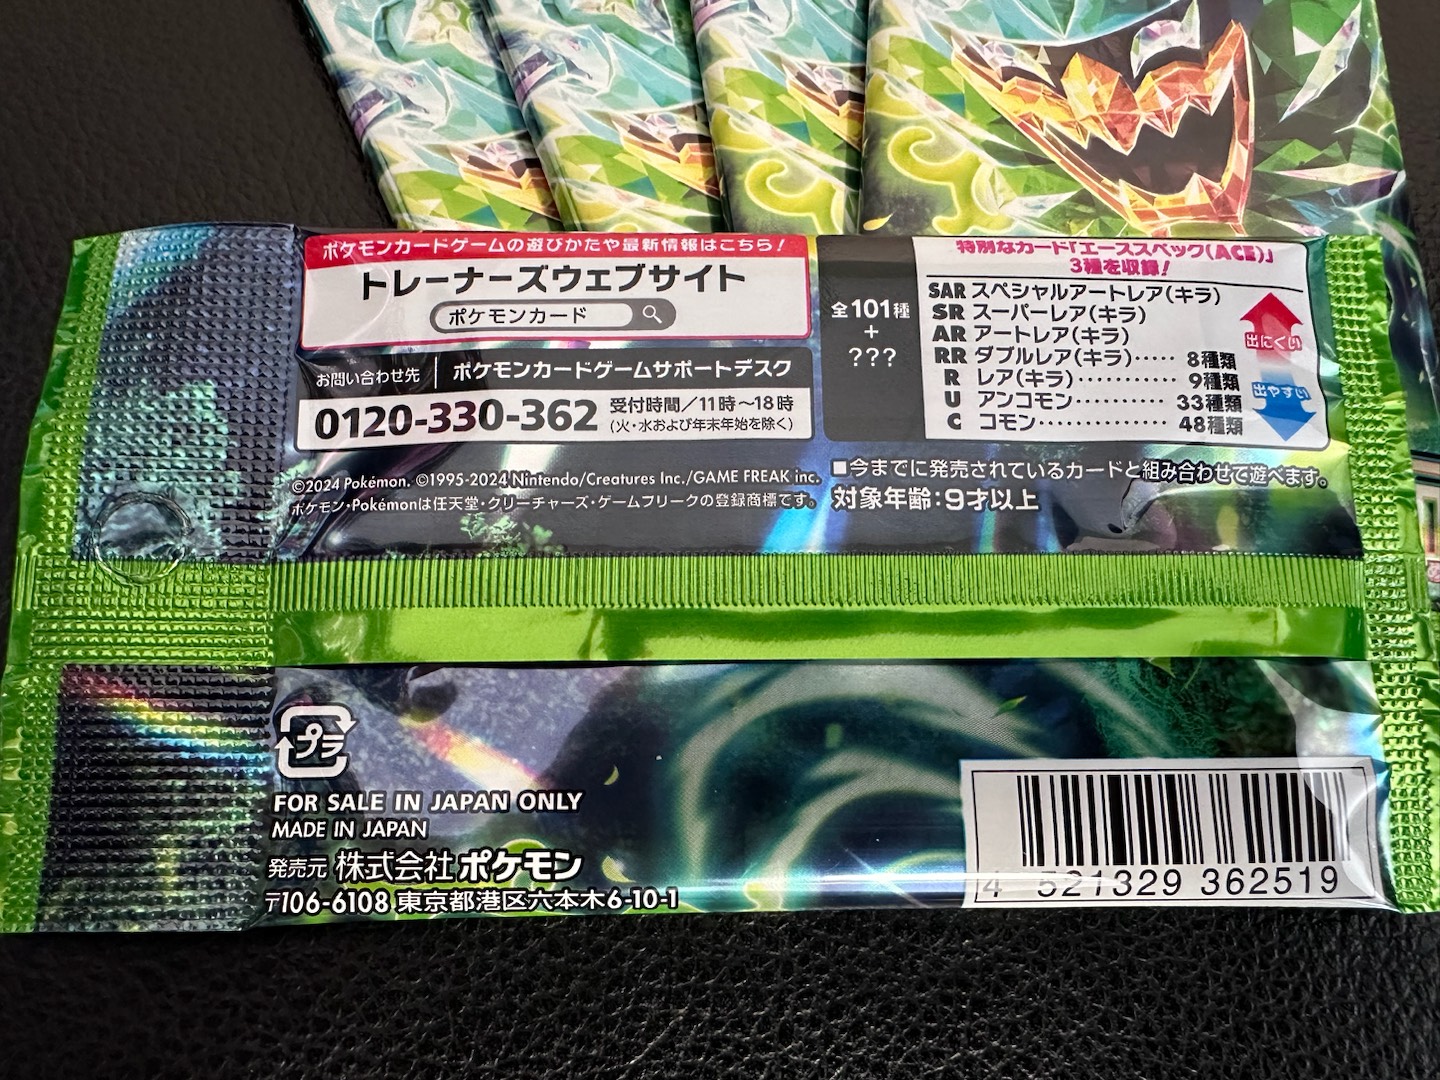 ポケモンカードゲームの遊びかたや最新情報はこちら!
トレーナーズウェブサイト
ポケモンカード
お問い合わせ先 ポケモンカードゲームサポートデスク
0120-330-362 受付時間/11時~18時
(火・水および年末年始を除く)
©2024 Pokémon. ©1995-2024 Nintendo/Creatures Inc./GAME FREAK inc.
ポケモン・Pokémonは任天堂・クリーチャーズ・ゲームフリークの登録商標です。
全101種
+
???
特別なカード「エーススペック(ACE)」
3種を収録!
SAR スペシャルアートレア(キラ)
SR スーパーレア(キラ)
AR アートレア(キラ)
RR ダブルレア(キラ)····· 8種類
R レア(キラ)··········· 9種類
U アンコモン··········· 33種類
C コモン·············· 48種類
出にくい
出やすい
■今までに発売されているカードと組み合わせて遊べます。
対象年齢:9才以上
プラ
FOR SALE IN JAPAN ONLY
MADE IN JAPAN
発売元 株式会社ポケモン
〒106-6108 東京都港区六本木6-10-1
4 521329 362519